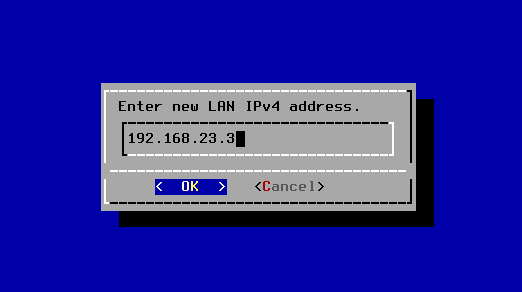 Enter new LAN IPv4 address.
192.168.23.3
< OK > <Cancel>